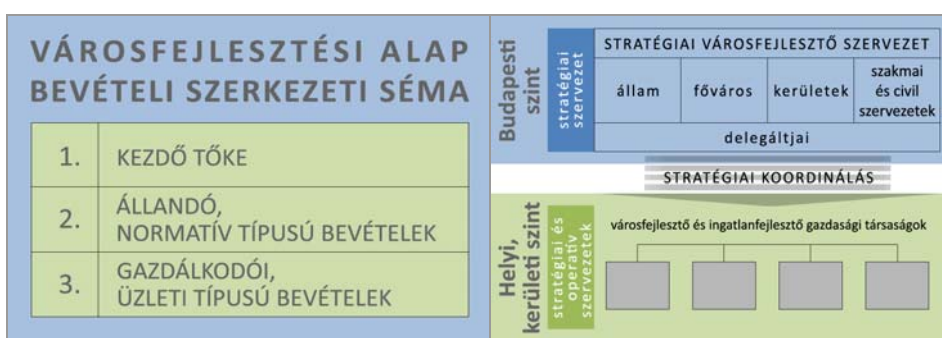 VÁROSFEJLESZTÉSI ALAP
BEVÉTELI SZERKEZETI SÉMA
1. KEZDŐ TŐKE
2. ÁLLANDÓ,
NORMATÍV TÍPUSÚ BEVÉTELEK
3. GAZDÁLKODÓI,
ÜZLETI TÍPUSÚ BEVÉTELEK
Budapesti
szint
stratégiai
szervezet
STRATÉGIAI VÁROSFEJLESZTŐ SZERVEZET
állam
főváros
kerületek
szakmai
és civil
szervezetek
delegáltjai
STRATÉGIAI KOORDINÁLÁS
Helyi,
kerületi szint
stratégiai és
operatív
szervezetek
városfejlesztő és ingatlanfejlesztő gazdasági társaságok